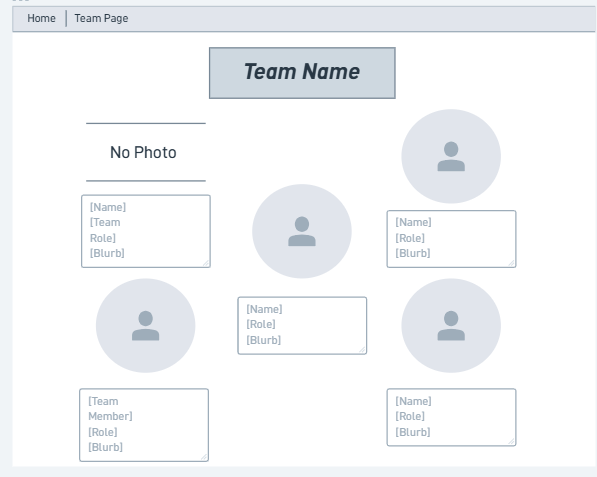 Home
Team Page
Team Name
No Photo
[Name]
[Team
Role]
[Blurb]
[Name]
[Role]
[Blurb]
[Name]
[Role]
[Blurb]
[Team
Member]
[Role]
[Blurb]
[Name]
[Role]
[Blurb]